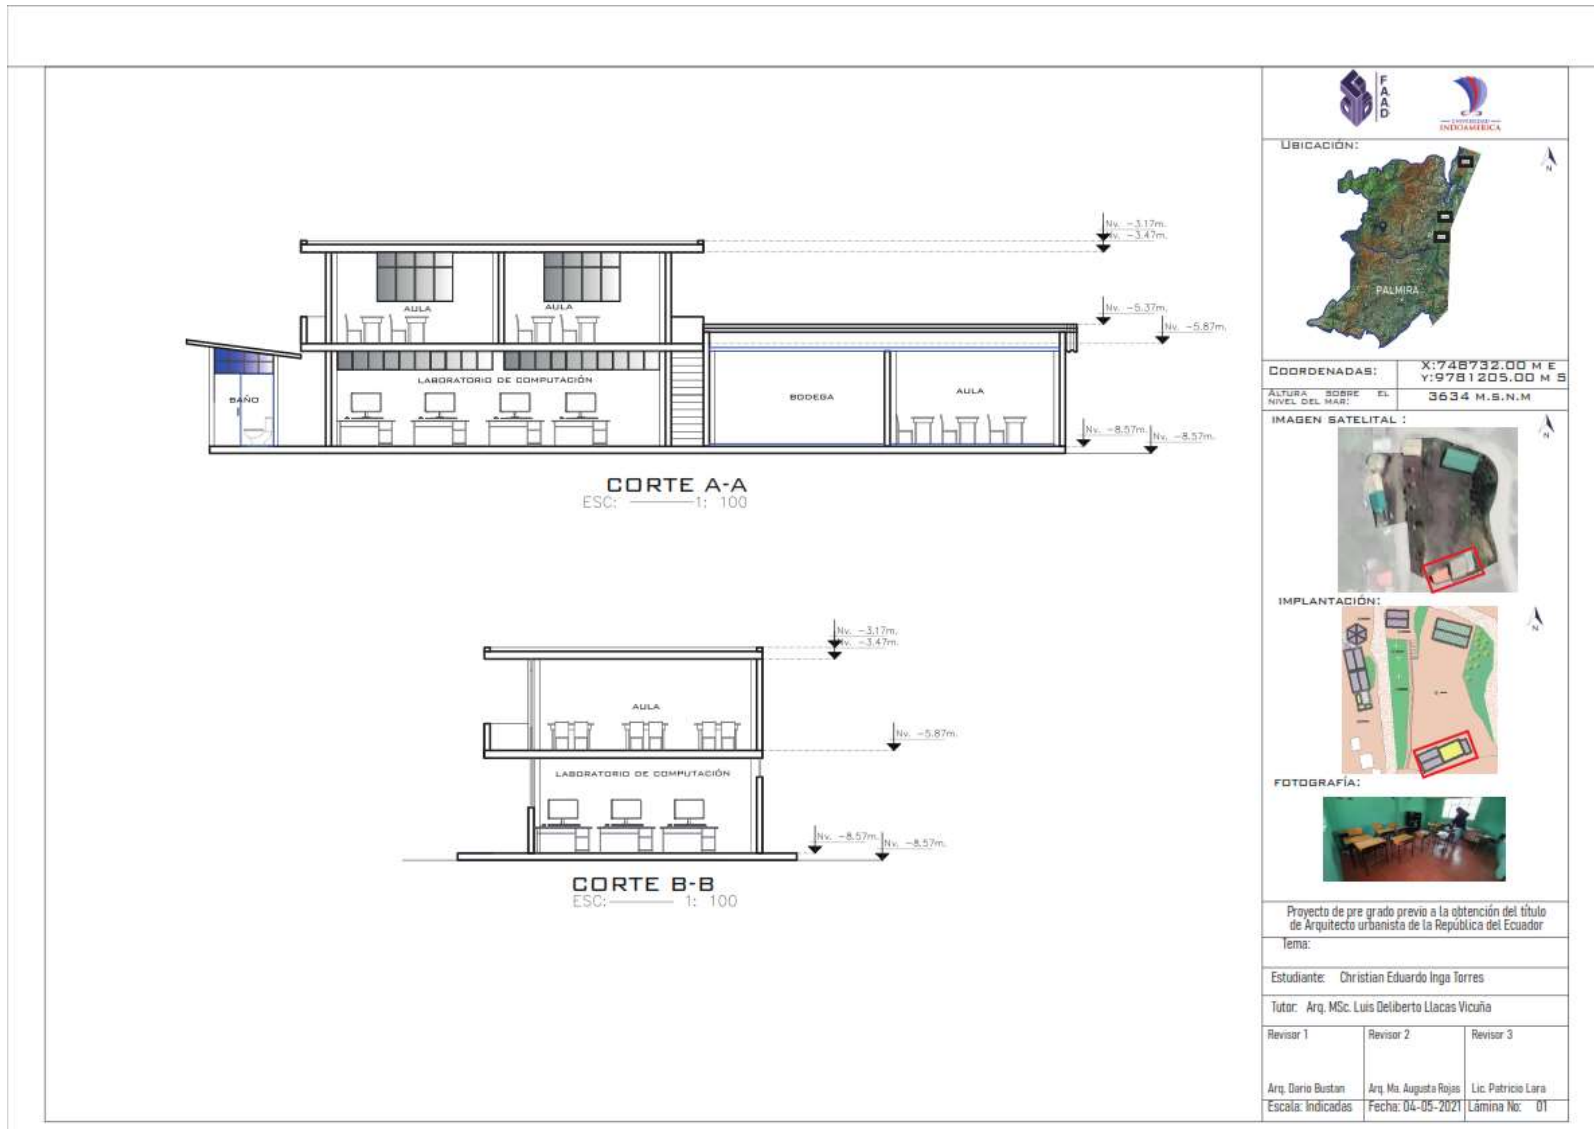 Nv. -3.17m.
Nv. -3.47m.
AULA
AULA
Nv. -5.37m.
Nv. -5.87m.
LABORATORIO DE COMPUTACIÓN
BAÑO
BODEGA
AULA
Nv. -8.57m.
Nv. -8.57m.
CORTE A-A
ESC: 1: 100
Nv. -3.17m.
Nv. -3.47m.
AULA
Nv. -5.87m.
LABORATORIO DE COMPUTACIÓN
Nv. -8.57m.
Nv. -8.57m.
CORTE B-B
ESC: 1: 100
F.A.A.D
UNIVERSIDAD
INDOAMÉRICA
UBICACIÓN:
N
PALMIRA
COORDENADAS: X:748732.00 M E
Y:9781205.00 M S
ALTURA SOBRE EL
NIVEL DEL MAR: 3634 M.S.N.M
IMAGEN SATELITAL :
N
IMPLANTACIÓN:
N
FOTOGRAFÍA:
Proyecto de pre grado previo a la obtención del título
de Arquitecto urbanista de la República del Ecuador
Tema:
Estudiante: Christian Eduardo Inga Torres
Tutor: Arq. MSc. Luis Deliberto Llacas Vicuña
Revisor 1 Revisor 2 Revisor 3
Arq. Dario Bustan Arq. Ma. Augusta Rojas Lic. Patricio Lara
Escala: Indicadas Fecha: 04-05-2021 Lámina No: 01